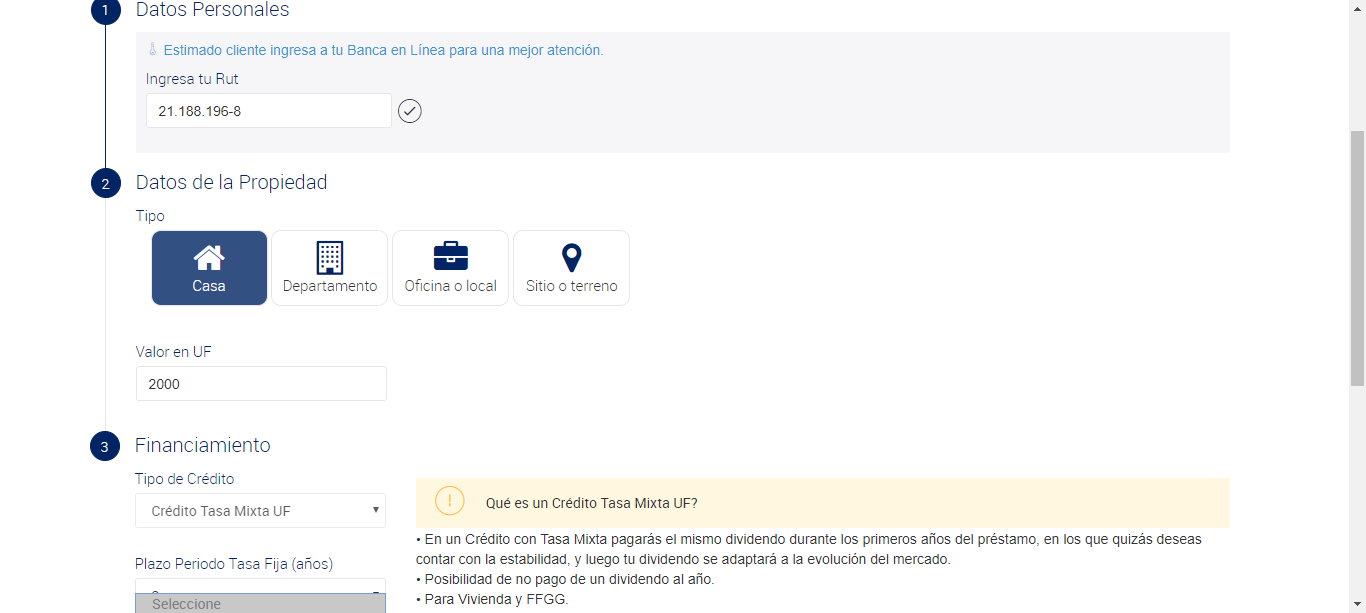 1
Datos Personales
Estimado cliente ingresa a tu Banca en Línea para una mejor atención.
Ingresa tu Rut
21.188.196-8
2
Datos de la Propiedad
Tipo
Casa
Departamento
Oficina o local
Sitio o terreno
Valor en UF
2000
3
Financiamiento
Tipo de Crédito
Crédito Tasa Mixta UF
Qué es un Crédito Tasa Mixta UF?
• En un Crédito con Tasa Mixta pagarás el mismo dividendo durante los primeros años del préstamo, en los que quizás deseas
contar con la estabilidad, y luego tu dividendo se adaptará a la evolución del mercado.
• Posibilidad de no pago de un dividendo al año.
• Para Vivienda y FFGG.
Plazo Periodo Tasa Fija (años)
Seleccione